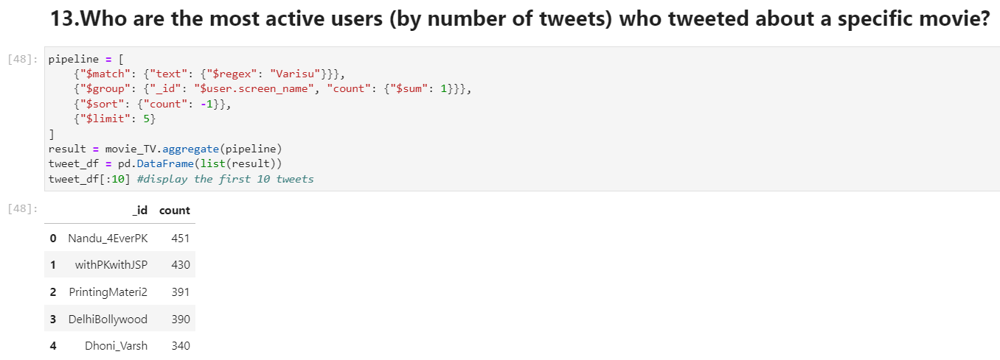 13.Who are the most active users (by number of tweets) who tweeted about a specific movie?
[48]:
pipeline = [
    {"$match": {"text": {"$regex": "Varisu"}}},
    {"$group": {"_id": "$user.screen_name", "count": {"$sum": 1}}},
    {"$sort": {"count": -1}},
    {"$limit": 5}
]
result = movie_TV.aggregate(pipeline)
tweet_df = pd.DataFrame(list(result))
tweet_df[:10] #display the first 10 tweets
[48]:
_id count
0 Nandu_4EverPK 451
1 withPKwithJSP 430
2 PrintingMateri2 391
3 DelhiBollywood 390
4 Dhoni_Varsh 340